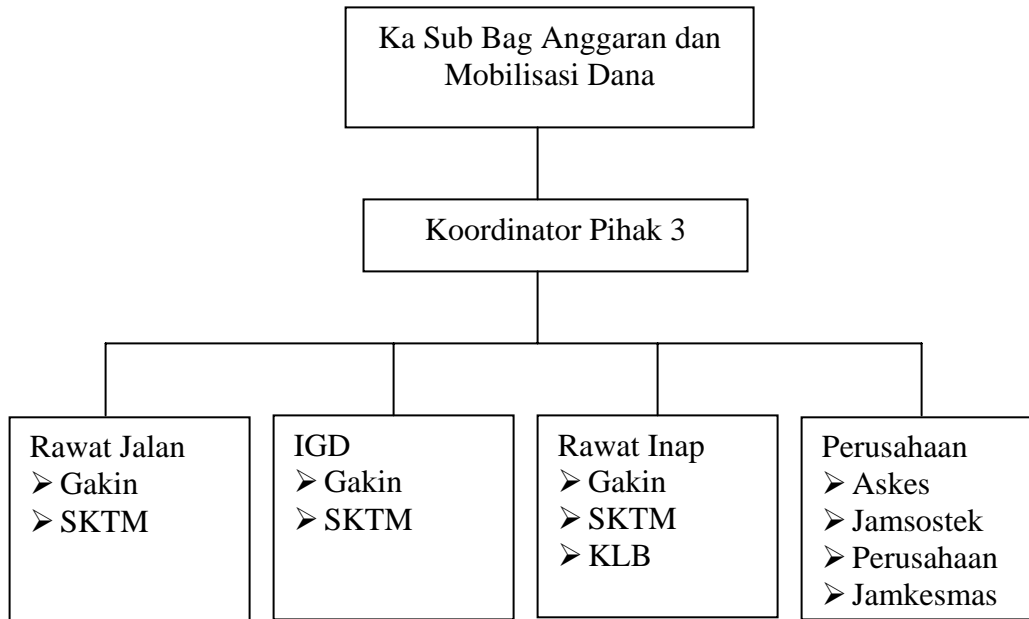 Ka Sub Bag Anggaran dan
Mobilisasi Dana
Koordinator Pihak 3
Rawat Jalan
➢ Gakin
➢ SKTM
IGD
➢ Gakin
➢ SKTM
Rawat Inap
➢ Gakin
➢ SKTM
➢ KLB
Perusahaan
➢ Askes
➢ Jamsostek
➢ Perusahaan
➢ Jamkesmas